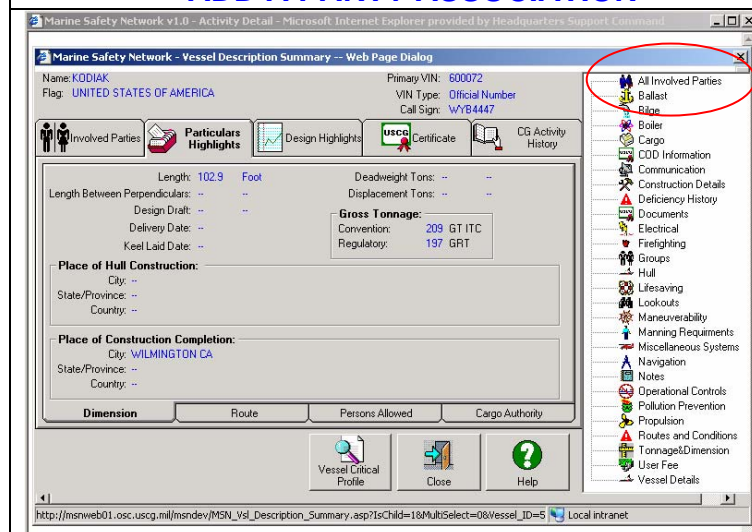 ADD A PARTY ASSOCIATION
Marine Safety Network v1.0 - Activity Detail - Microsoft Internet Explorer provided by Headquarters Support Command
Marine Safety Network - Vessel Description Summary -- Web Page Dialog
Name: KODIAK
Primary VIN: 600072
Flag: UNITED STATES OF AMERICA
VIN Type: Official Number
Call Sign: WYB4447
Involved Parties
Particulars Highlights
Design Highlights
USCG
Certificate
CG Activity History
Length: 102.9 Foot
Deadweight Tons: -- --
Length Between Perpendiculars: -- --
Displacement Tons: -- --
Design Draft: -- --
Gross Tonnage:
Delivery Date: --
Convention: 209 GT ITC
Keel Laid Date: --
Regulatory: 197 GRT
Place of Hull Construction:
City: --
State/Province: --
Country: --
Place of Construction Completion:
City: WILMINGTON CA
State/Province: --
Country: --
Dimension
Route
Persons Allowed
Cargo Authority
Vessel Critical Profile
Close
Help
All Involved Parties
Ballast
Bilge
Boiler
Cargo
COD Information
Communication
Construction Details
Deficiency History
Documents
Electrical
Firefighting
Groups
Hull
Lifesaving
Lookouts
Maneuverability
Manning Requirments
Miscellaneous Systems
Navigation
Notes
Operational Controls
Pollution Prevention
Propulsion
Routes and Conditions
Tonnage&Dimension
User Fee
Vessel Details
http://msnweb01.osc.uscg.mil/msndev/MSN_Vsl_Description_Summary.asp?IsChild=1&MultiSelect=0&Vessel_ID=5
Local intranet